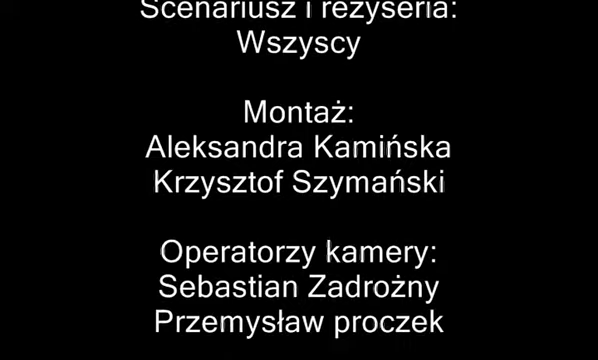 Scenariusz i reżyseria:
Wszyscy
Montaż:
Aleksandra Kamińska
Krzysztof Szymański
Operatorzy kamery:
Sebastian Zadrożny
Przemysław proczek